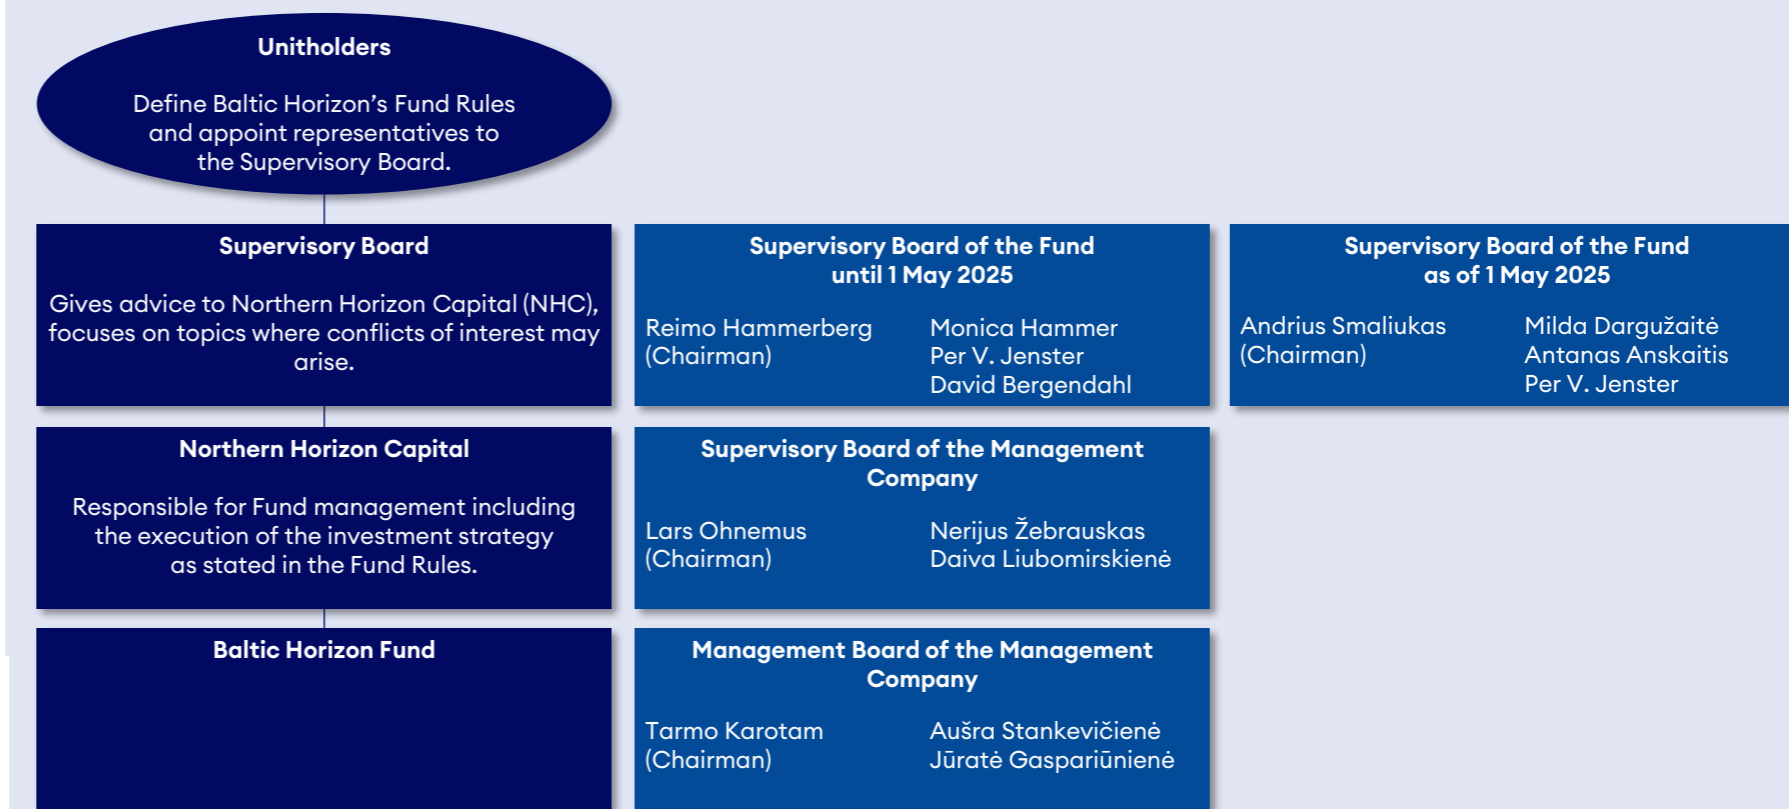 Unitholders
Define Baltic Horizon’s Fund Rules
and appoint representatives to
the Supervisory Board.
Supervisory Board
Gives advice to Northern Horizon Capital (NHC),
focuses on topics where conflicts of interest may
arise.
Supervisory Board of the Fund
until 1 May 2025
Reimo Hammerberg
(Chairman)
Monica Hammer
Per V. Jenster
David Bergendahl
Supervisory Board of the Fund
as of 1 May 2025
Andrius Smaliukas
(Chairman)
Milda Dargužaitė
Antanas Anskaitis
Per V. Jenster
Northern Horizon Capital
Responsible for Fund management including
the execution of the investment strategy
as stated in the Fund Rules.
Supervisory Board of the Management
Company
Lars Ohnemus
(Chairman)
Nerijus Žebrauskas
Daiva Liubomirskienė
Baltic Horizon Fund
Management Board of the Management
Company
Tarmo Karotam
(Chairman)
Aušra Stankevičienė
Jūratė Gaspariūnienė